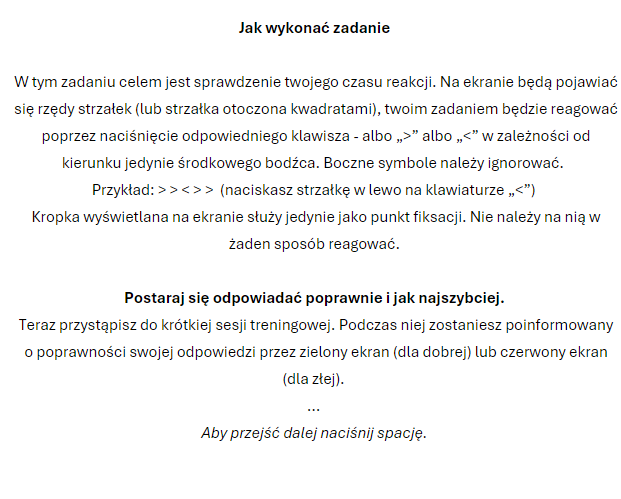 Jak wykonać zadanie
W tym zadaniu celem jest sprawdzenie twojego czasu reakcji. Na ekranie będą pojawiać
się rzędy strzałek (lub strzałka otoczona kwadratami), twoim zadaniem będzie reagować
poprzez naciśnięcie odpowiedniego klawisza - albo „>” albo „<” w zależności od
kierunku jedynie środkowego bodźca. Boczne symbole należy ignorować.
Przykład: > > < > > (naciskasz strzałkę w lewo na klawiaturze „<”)
Kropka wyświetlana na ekranie służy jedynie jako punkt fiksacji. Nie należy na nią w
żaden sposób reagować.
Postaraj się odpowiadać poprawnie i jak najszybciej.
Teraz przystąpisz do krótkiej sesji treningowej. Podczas niej zostaniesz poinformowany
o poprawności swojej odpowiedzi przez zielony ekran (dla dobrej) lub czerwony ekran
(dla złej).
...
Aby przejść dalej naciśnij spację.